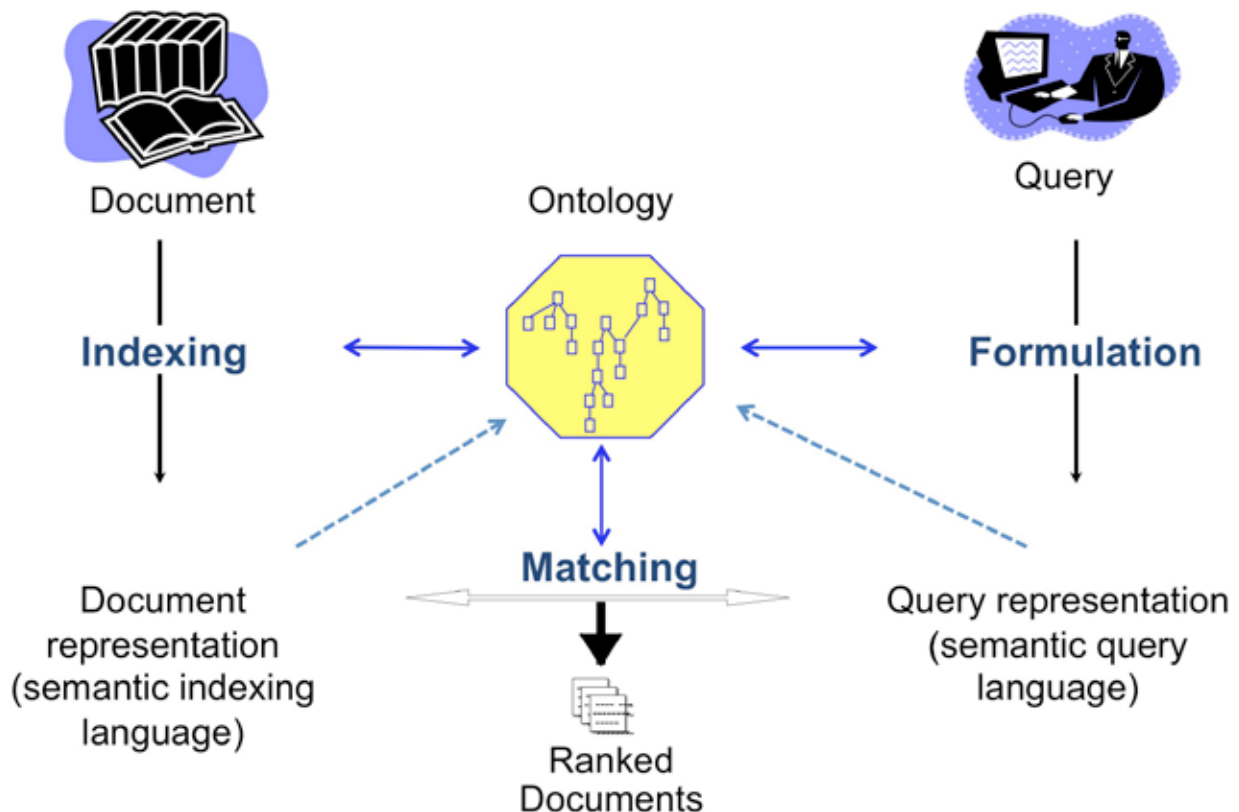 Document
Ontology
Query
Indexing
Formulation
Matching
Document
representation
(semantic indexing
language)
Query representation
(semantic query
language)
Ranked
Documents